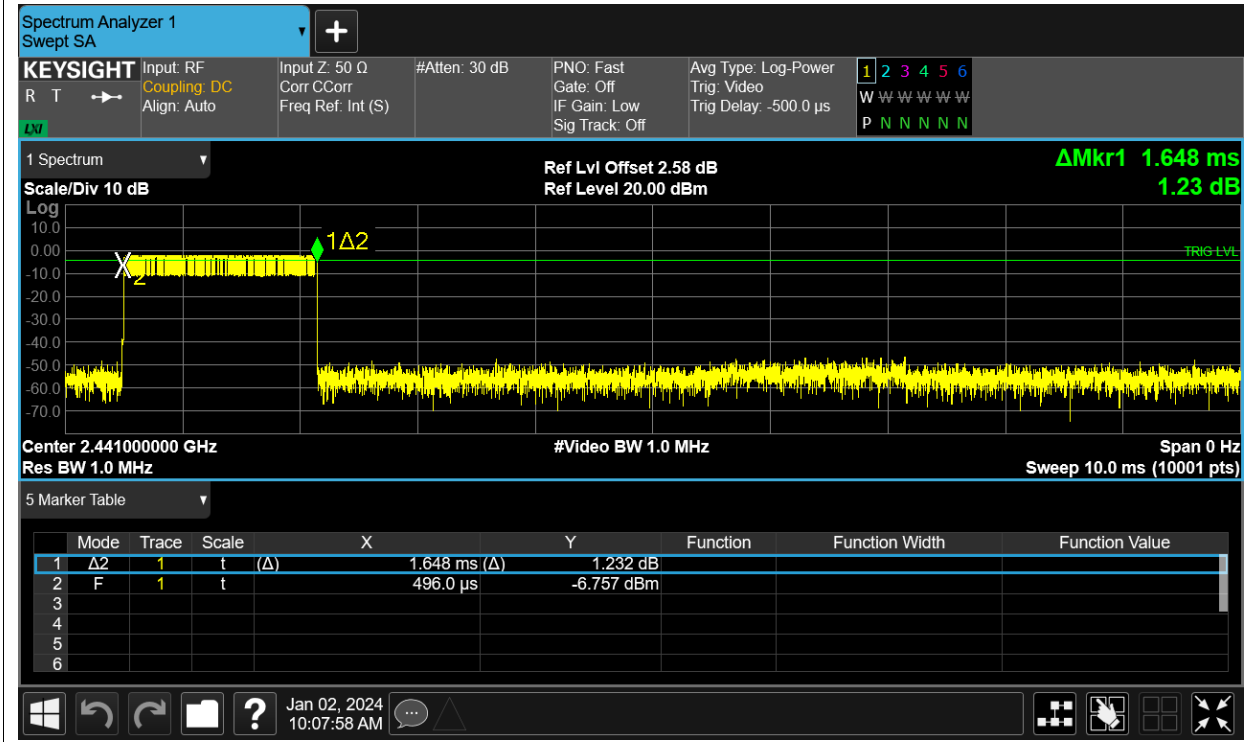 Spectrum Analyzer 1
Swept SA
+
KEYSIGHT
R T
LXI
Input: RF
Coupling: DC
Align: Auto
Input Z: 50 Ω
Corr CCorr
Freq Ref: Int (S)
#Atten: 30 dB
PNO: Fast
Gate: Off
IF Gain: Low
Sig Track: Off
Avg Type: Log-Power
Trig: Video
Trig Delay: -500.0 µs
1 2 3 4 5 6
W W W W W W
P N N N N N
1 Spectrum
Scale/Div 10 dB
Ref Lvl Offset 2.58 dB
Ref Level 20.00 dBm
ΔMkr1 1.648 ms
1.23 dB
Log
10.0
0.00
-10.0
-20.0
-30.0
-40.0
-50.0
-60.0
-70.0
1Δ2
X
2
TRIG LVL
Center 2.441000000 GHz
Res BW 1.0 MHz
#Video BW 1.0 MHz
Span 0 Hz
Sweep 10.0 ms (10001 pts)
5 Marker Table
Mode Trace Scale X Y Function Function Width Function Value
1 Δ2 1 t (Δ) 1.648 ms (Δ) 1.232 dB
2 F 1 t 496.0 µs -6.757 dBm
3
4
5
6
?
Jan 02, 2024
10:07:58 AM